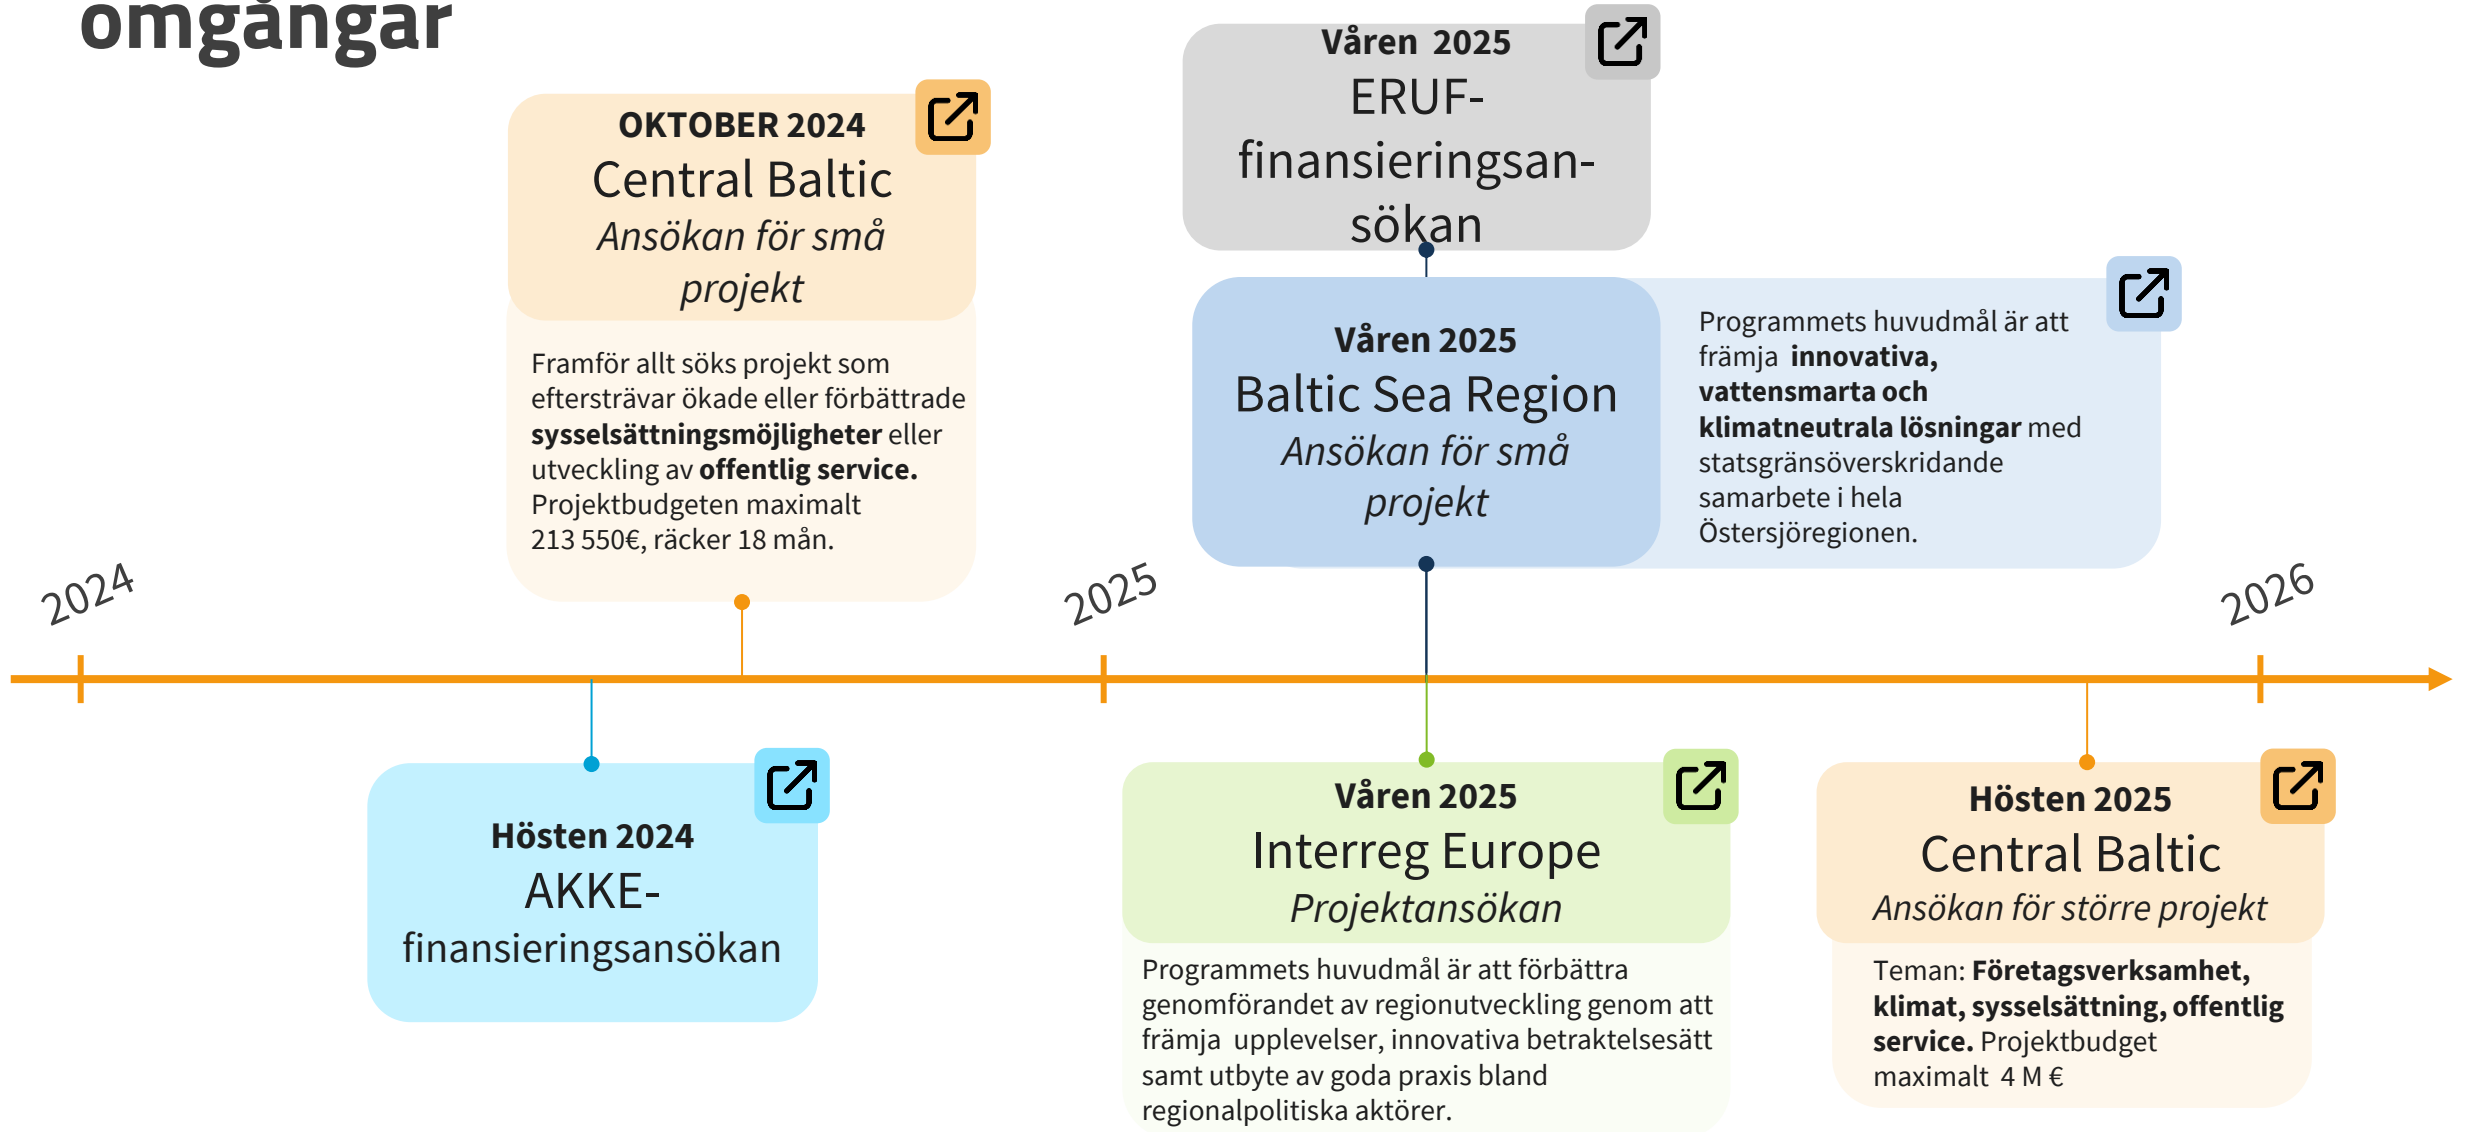 omgångar
OKTOBER 2024
Central Baltic
Ansökan för små
projekt
Framför allt söks projekt som
eftersträvar ökade eller förbättrade
sysselsättningsmöjligheter eller
utveckling av offentlig service.
Projektbudgeten maximalt
213 550€, räcker 18 mån.
Våren 2025
ERUF-
finansieringsan-
sökan
Våren 2025
Baltic Sea Region
Ansökan för små
projekt
Programmets huvudmål är att
främja innovativa,
vattensmarta och
klimatneutrala lösningar med
statsgränsöverskridande
samarbete i hela
Östersjöregionen.
2024
2025
2026
Hösten 2024
AKKE-
finansieringsansökan
Våren 2025
Interreg Europe
Projektansökan
Programmets huvudmål är att förbättra
genomförandet av regionutveckling genom att
främja upplevelser, innovativa betraktelsesätt
samt utbyte av goda praxis bland
regionalpolitiska aktörer.
Hösten 2025
Central Baltic
Ansökan för större projekt
Teman: Företagsverksamhet,
klimat, sysselsättning, offentlig
service. Projektbudget
maximalt 4 M €